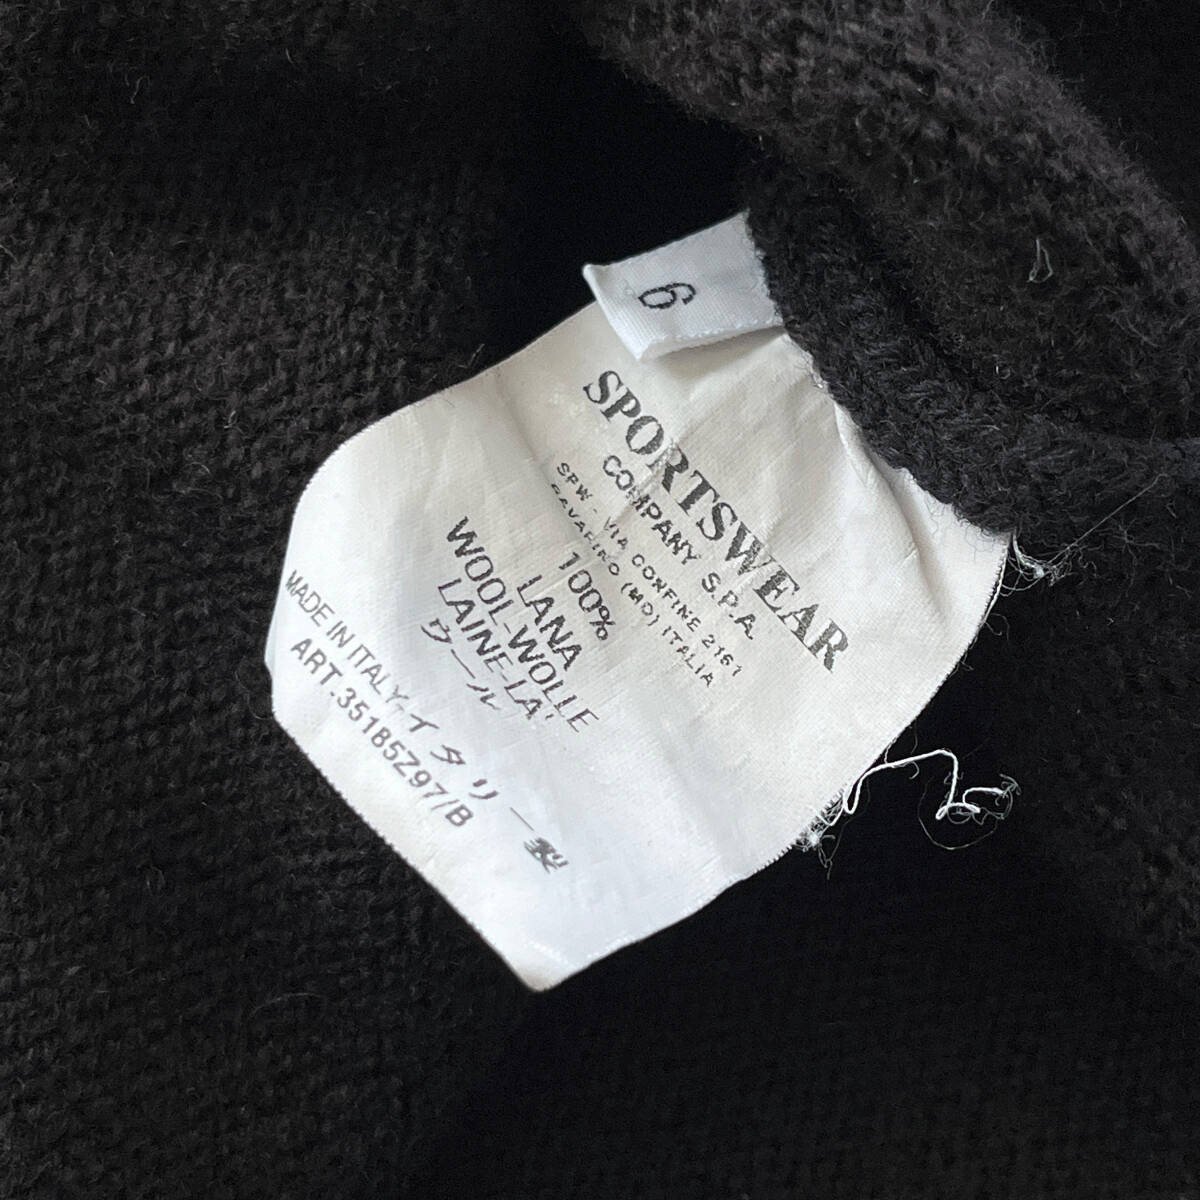 6
SPORTSWEAR
COMPANY S.P.A.
SPW - VIA CONFINE 2161
RAVARINO (MO) ITALIA
100%
LANA
WOOL-WOLLE
LAINE-LA'
ウール
MADE IN ITALY-イタリー製
ART.35185Z97/B